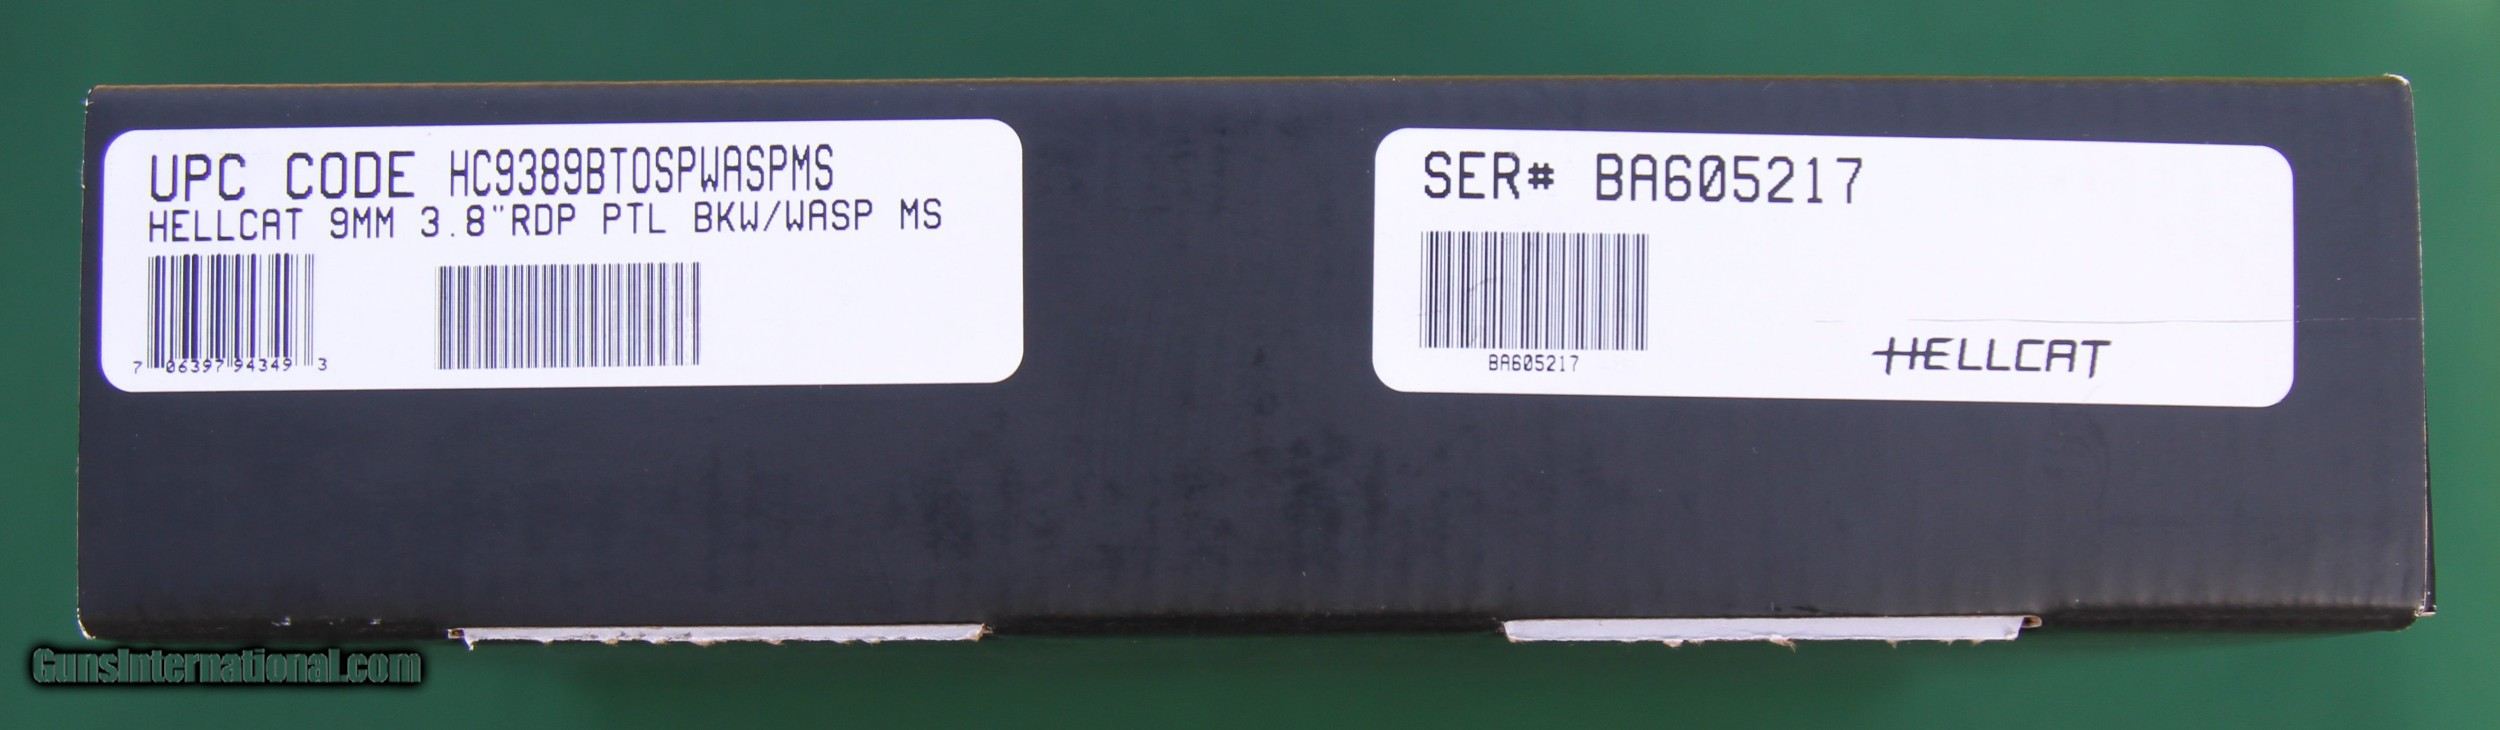 UPC CODE HC9389BTOSPWASPMS
HELLCAT 9MM 3.8"RDP PTL BKW/WASP MS
7 06397 94349 3
SER# BA605217
BA605217
HELLCAT
GunsInternational.com